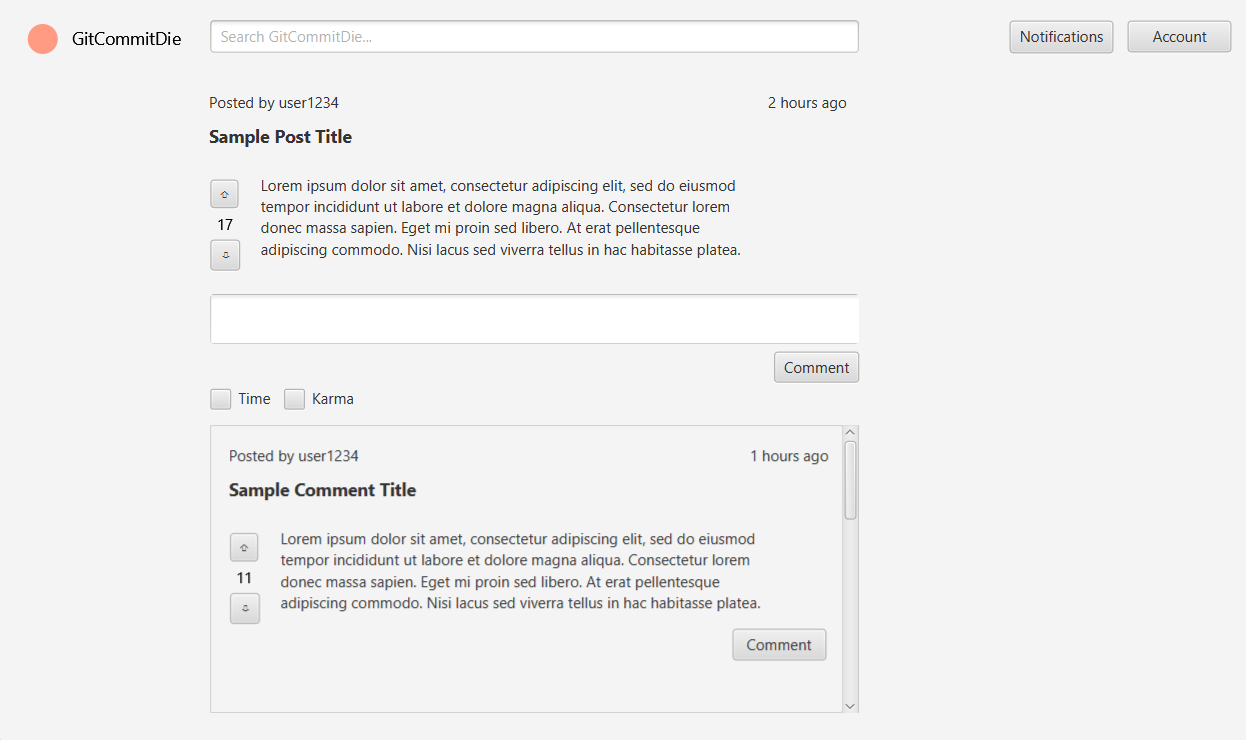 GitCommitDie
Search GitCommitDie...
Notifications
Account
Posted by user1234
2 hours ago
Sample Post Title
Lorem ipsum dolor sit amet, consectetur adipiscing elit, sed do eiusmod
tempor incididunt ut labore et dolore magna aliqua. Consectetur lorem
donec massa sapien. Eget mi proin sed libero. At erat pellentesque
adipiscing commodo. Nisi lacus sed viverra tellus in hac habitasse platea.
17
Comment
Time
Karma
Posted by user1234
1 hours ago
Sample Comment Title
Lorem ipsum dolor sit amet, consectetur adipiscing elit, sed do eiusmod
tempor incididunt ut labore et dolore magna aliqua. Consectetur lorem
donec massa sapien. Eget mi proin sed libero. At erat pellentesque
adipiscing commodo. Nisi lacus sed viverra tellus in hac habitasse platea.
11
Comment